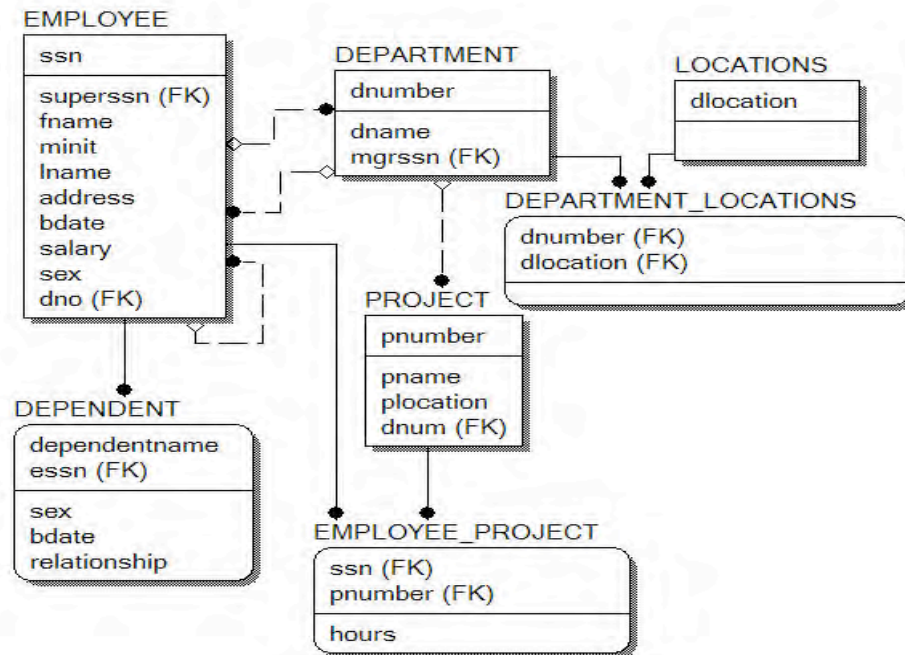 EMPLOYEE
ssn
superssn (FK)
fname
minit
lname
address
bdate
salary
sex
dno (FK)
DEPARTMENT
dnumber
dname
mgrssn (FK)
LOCATIONS
dlocation
DEPARTMENT_LOCATIONS
dnumber (FK)
dlocation (FK)
PROJECT
pnumber
pname
plocation
dnum (FK)
DEPENDENT
dependentname
essn (FK)
sex
bdate
relationship
EMPLOYEE_PROJECT
ssn (FK)
pnumber (FK)
hours